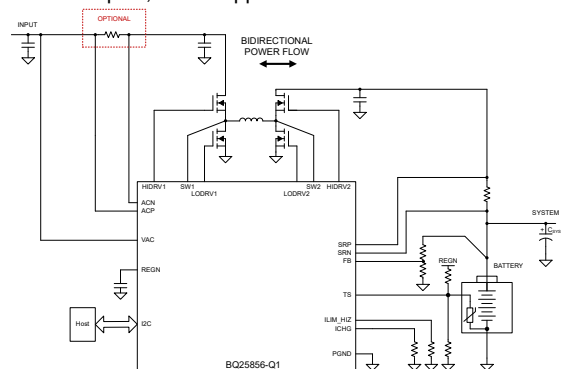 OPTIONAL
INPUT
BIDIRECTIONAL
POWER FLOW
HIDRV1
SW1
LODRV1
LODRV2
SW2
HIDRV2
ACN
ACP
VAC
REGN
Host
I2C
SRP
SRN
FB
TS
ILIM_HIZ
ICHG
PGND
REGN
SYSTEM
+ CSYS
BATTERY
BQ25856-Q1